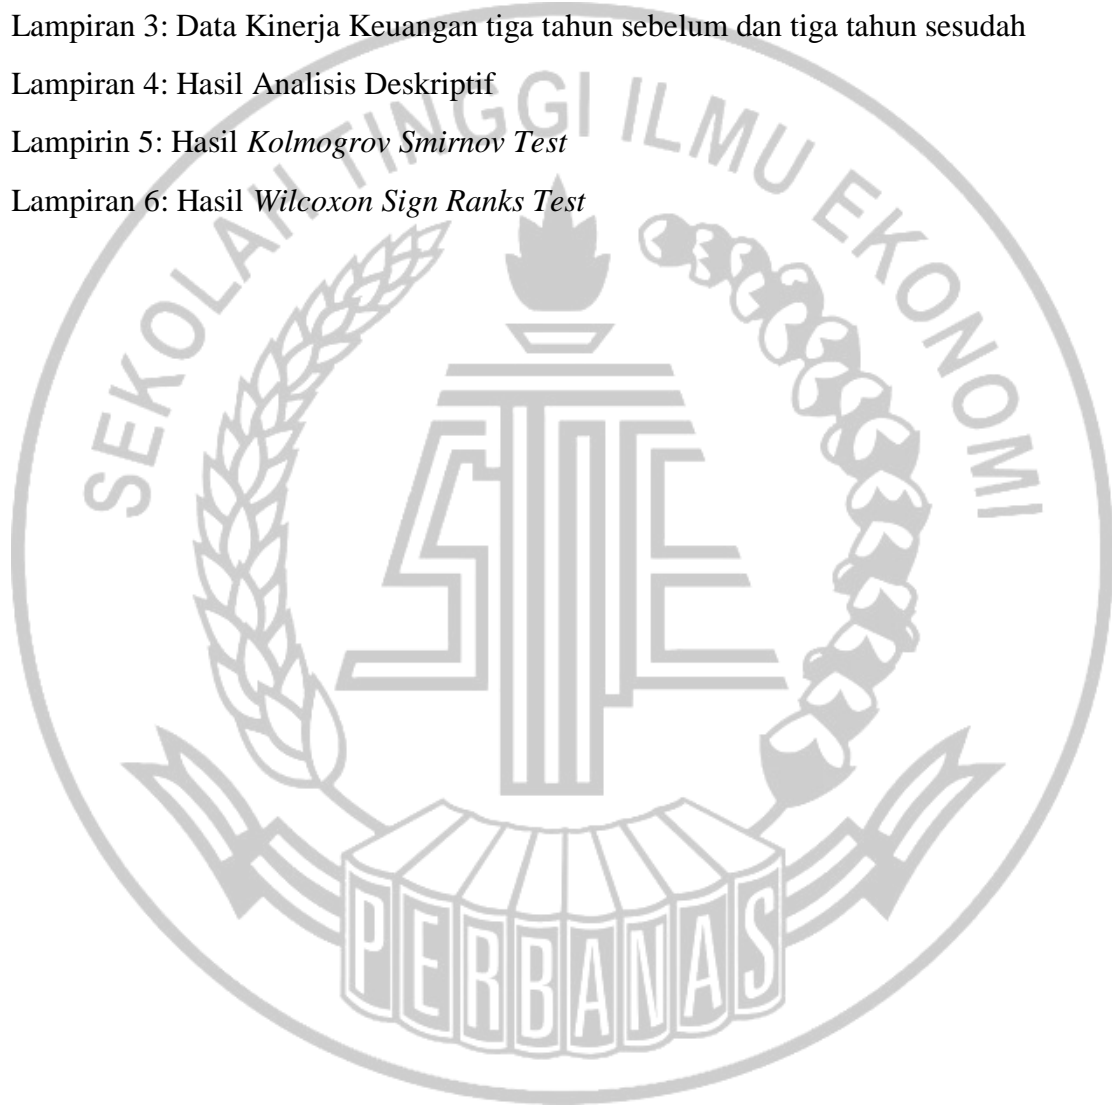 Lampiran 3: Data Kinerja Keuangan tiga tahun sebelum dan tiga tahun sesudah
Lampiran 4: Hasil Analisis Deskriptif
Lampirin 5: Hasil Kolmogrov Smirnov Test
Lampiran 6: Hasil Wilcoxon Sign Ranks Test
SEKOLAH TINGGI ILMU EKONOMI
STIE
PERBANAS